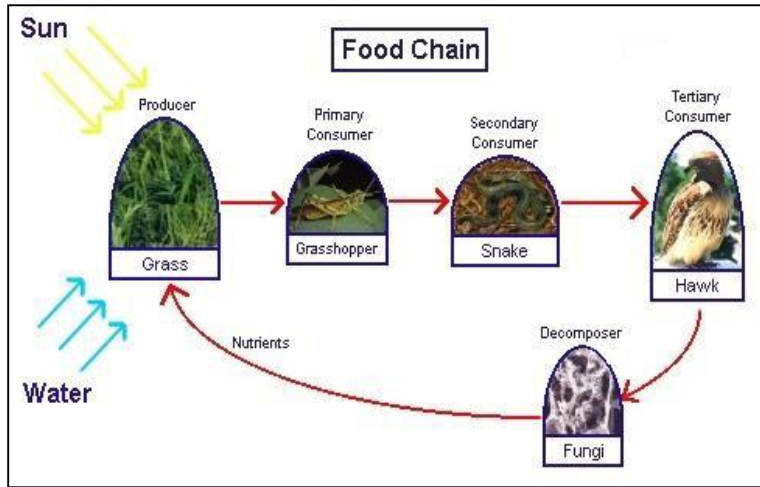 Sun
Food Chain
Producer
Primary
Consumer
Secondary
Consumer
Tertiary
Consumer
Grass
Grasshopper
Snake
Hawk
Nutrients
Decomposer
Water
Fungi